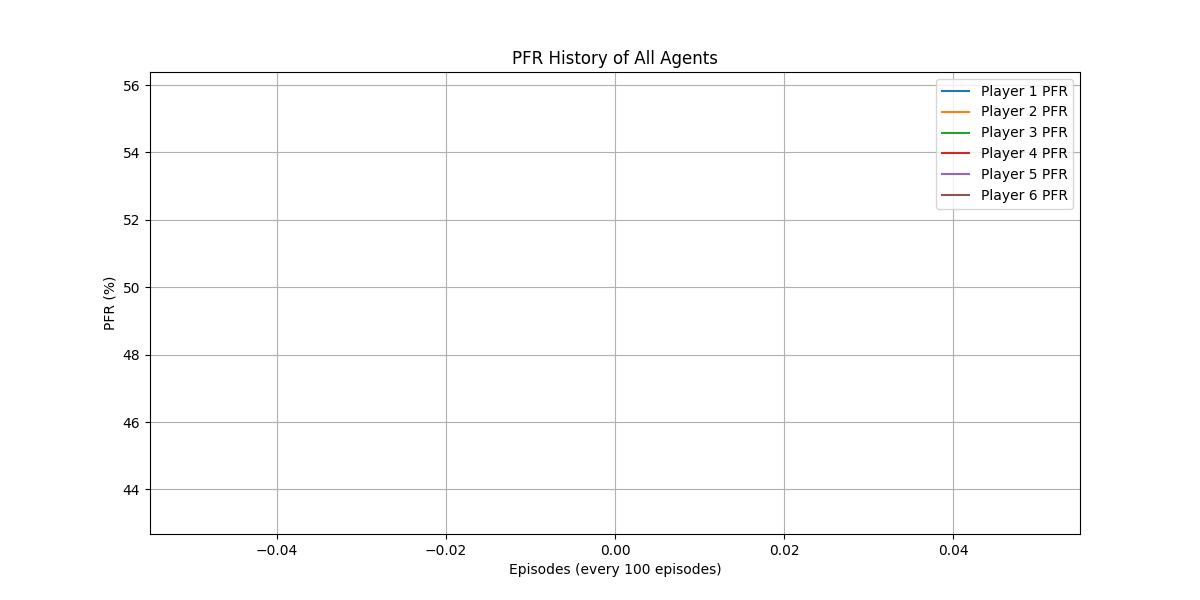 PFR History of All Agents
56
54
52
50
48
46
44
PFR (%)
Player 1 PFR
Player 2 PFR
Player 3 PFR
Player 4 PFR
Player 5 PFR
Player 6 PFR
−0.04
−0.02
0.00
0.02
0.04
Episodes (every 100 episodes)